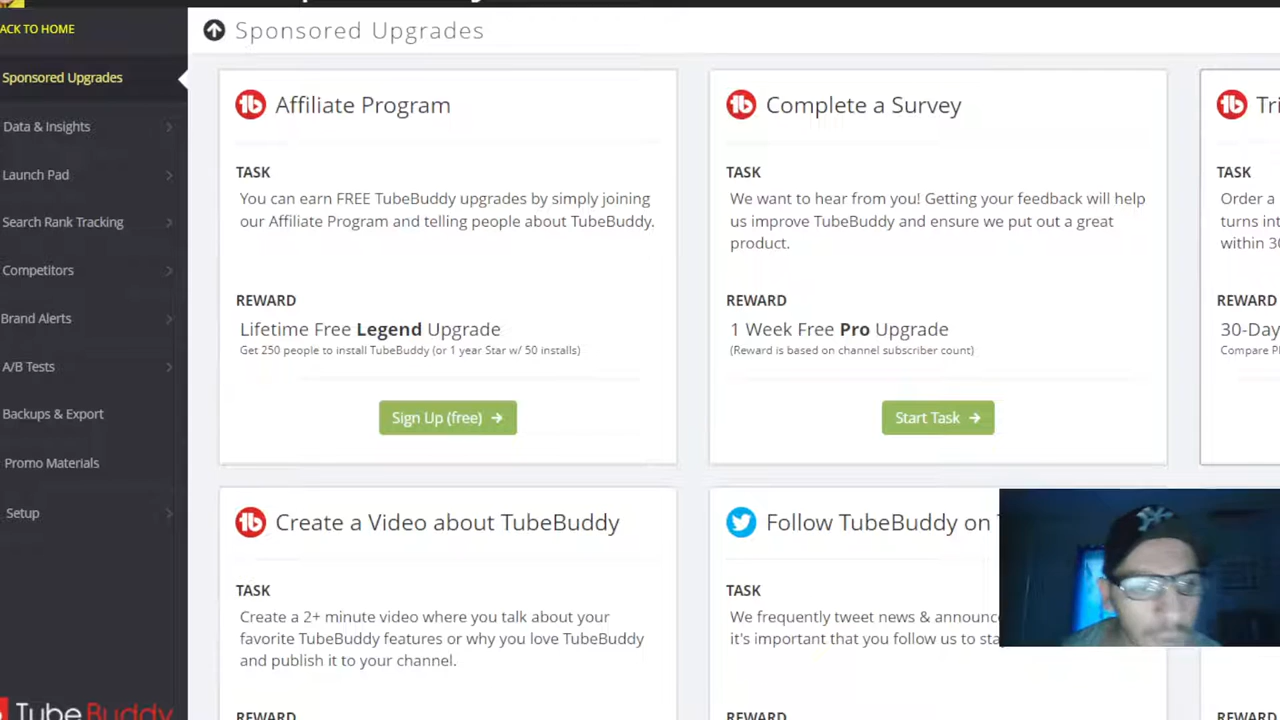 ACK TO HOME
Sponsored Upgrades
Data & Insights
Launch Pad
Search Rank Tracking
Competitors
Brand Alerts
A/B Tests
Backups & Export
Promo Materials
Setup
TubeBuddy
Sponsored Upgrades
Affiliate Program
TASK
You can earn FREE TubeBuddy upgrades by simply joining
our Affiliate Program and telling people about TubeBuddy.
REWARD
Lifetime Free Legend Upgrade
Get 250 people to install TubeBuddy (or 1 year Star w/ 50 installs)
Sign Up (free)
Complete a Survey
TASK
We want to hear from you! Getting your feedback will help
us improve TubeBuddy and ensure we put out a great
product.
REWARD
1 Week Free Pro Upgrade
(Reward is based on channel subscriber count)
Start Task
Tri
TASK
Order a
turns int
within 30
REWARD
30-Day
Compare Pl
Create a Video about TubeBuddy
TASK
Create a 2+ minute video where you talk about your
favorite TubeBuddy features or why you love TubeBuddy
and publish it to your channel.
REWARD
Follow TubeBuddy on
TASK
We frequently tweet news & announc
it's important that you follow us to sta
REWARD
REWARD